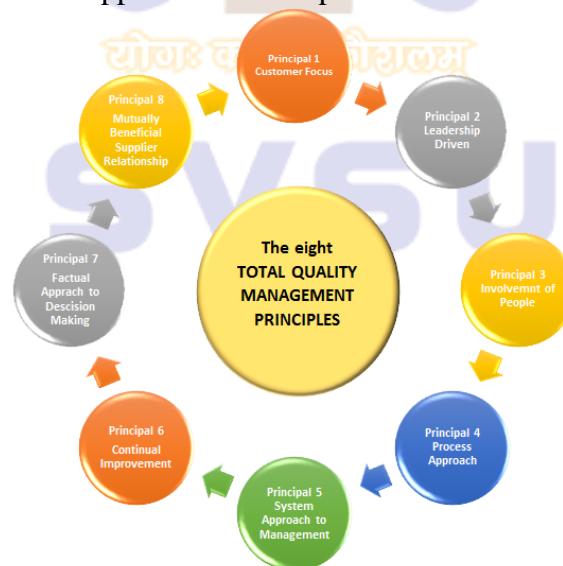 योगः
SVSU
Principal 1
Customer Focus
Principal 2
Leadership
Driven
Principal 3
Involvemnt of
People
Principal 4
Process
Approach
Principal 5
System
Approach to
Management
Principal 6
Continual
Improvement
Principal 7
Factual
Apprach to
Descision
Making
Principal 8
Mutually
Beneficial
Supplier
Relationship
The eight
TOTAL QUALITY
MANAGEMENT
PRINCIPLES